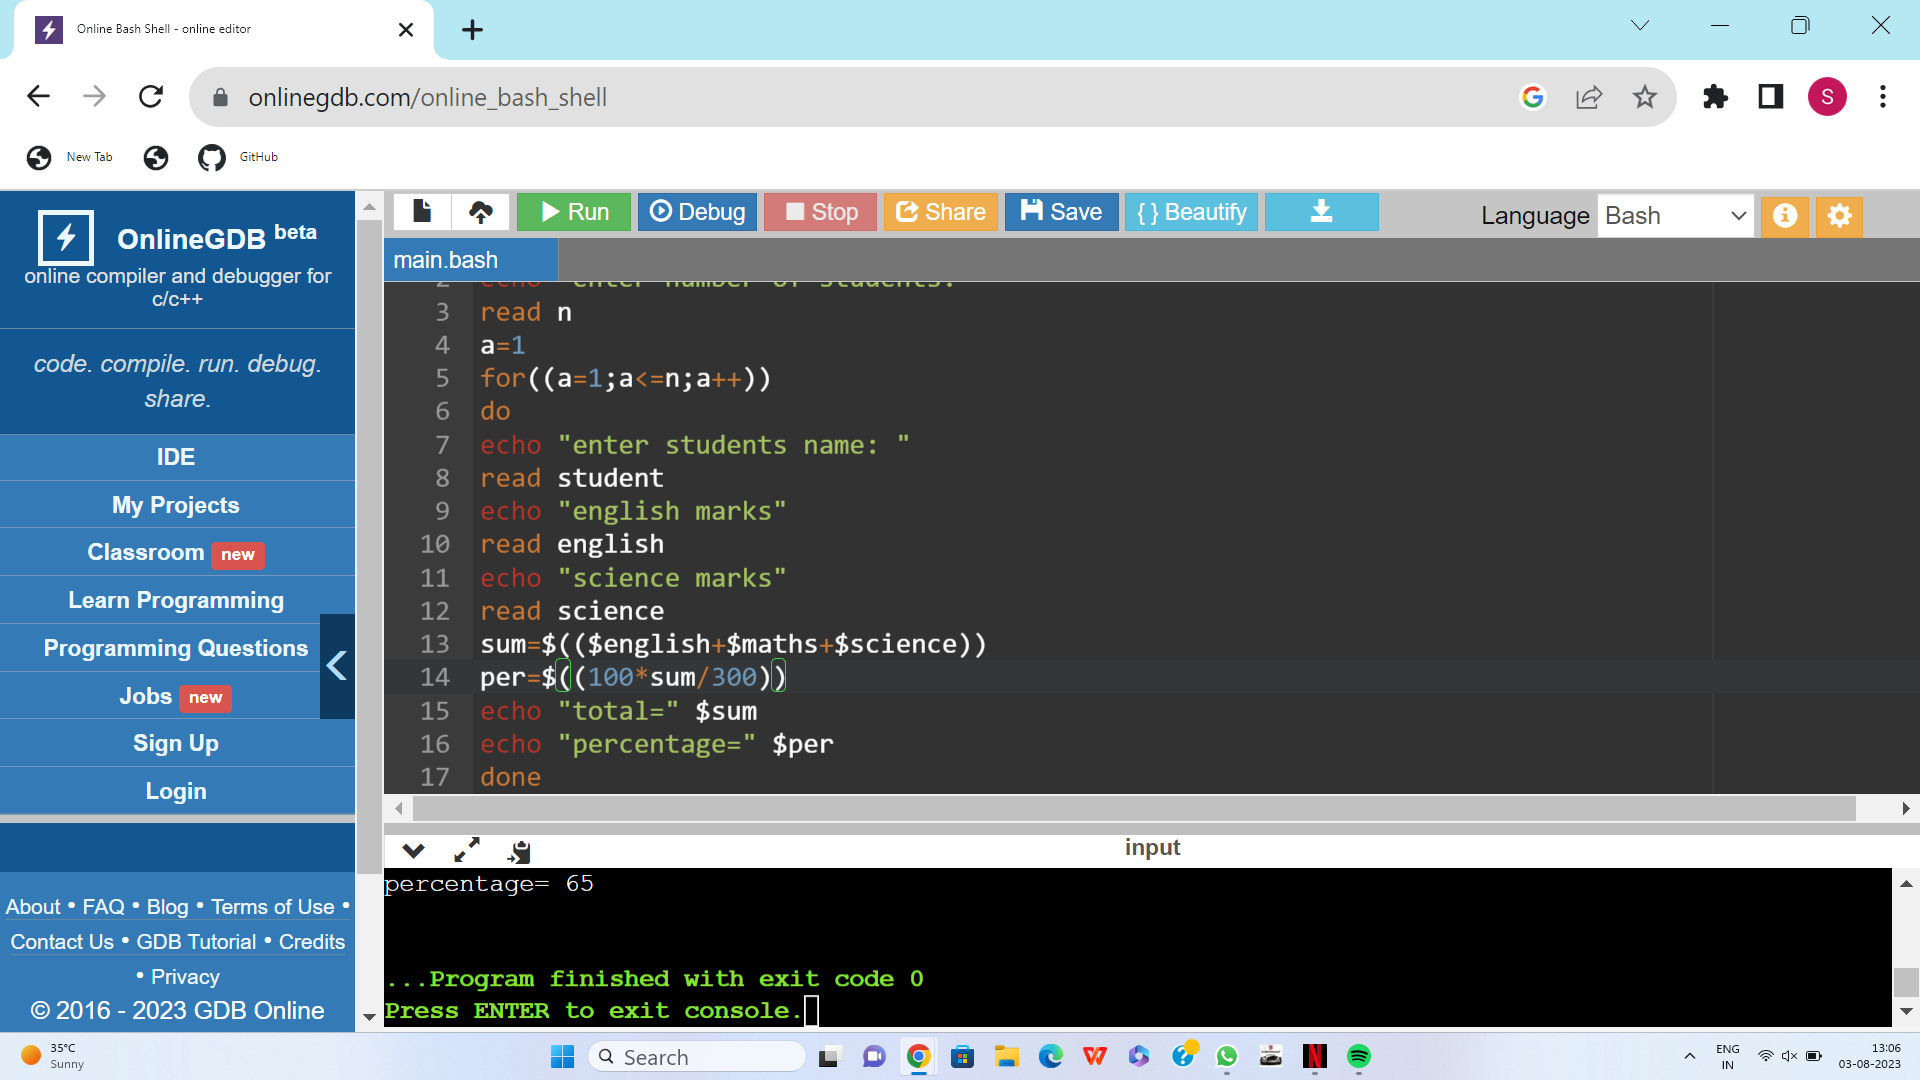 Online Bash Shell - online editor
onlinegdb.com/online_bash_shell
S
New Tab
GitHub
OnlineGDB beta
online compiler and debugger for
c/c++
code. compile. run. debug.
share.
IDE
My Projects
Classroom new
Learn Programming
Programming Questions
Jobs new
Sign Up
Login
About • FAQ • Blog • Terms of Use •
Contact Us • GDB Tutorial • Credits
• Privacy
© 2016 - 2023 GDB Online
Run Debug Stop Share Save { } Beautify
Language Bash
main.bash
2 echo "enter number of students:
3 read n
4 a=1
5 for((a=1;a<=n;a++))
6 do
7 echo "enter students name: "
8 read student
9 echo "english marks"
10 read english
11 echo "science marks"
12 read science
13 sum=$(($english+$maths+$science))
14 per=$((100*sum/300))
15 echo "total=" $sum
16 echo "percentage=" $per
17 done
input
percentage= 65
...Program finished with exit code 0
Press ENTER to exit console.
35°C
Sunny
Search
ENG
IN
13:06
03-08-2023